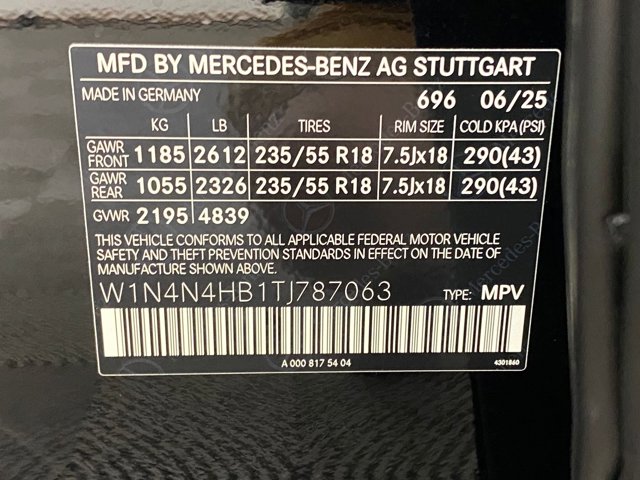 MFD BY MERCEDES-BENZ AG STUTTGART
MADE IN GERMANY 696 06/25
KG LB TIRES RIM SIZE COLD KPA(PSI)
GAWR FRONT 1185 2612 235/55 R18 7.5Jx18 290(43)
GAWR REAR 1055 2326 235/55 R18 7.5Jx18 290(43)
GVWR 2195 4839
THIS VEHICLE CONFORMS TO ALL APPLICABLE FEDERAL MOTOR VEHICLE
SAFETY AND THEFT PREVENTION STANDARDS IN EFFECT ON THE
DATE OF MANUFACTURE SHOWN ABOVE.
W1N4N4HB1TJ787063 TYPE: MPV
A 000 817 54 04 4301860